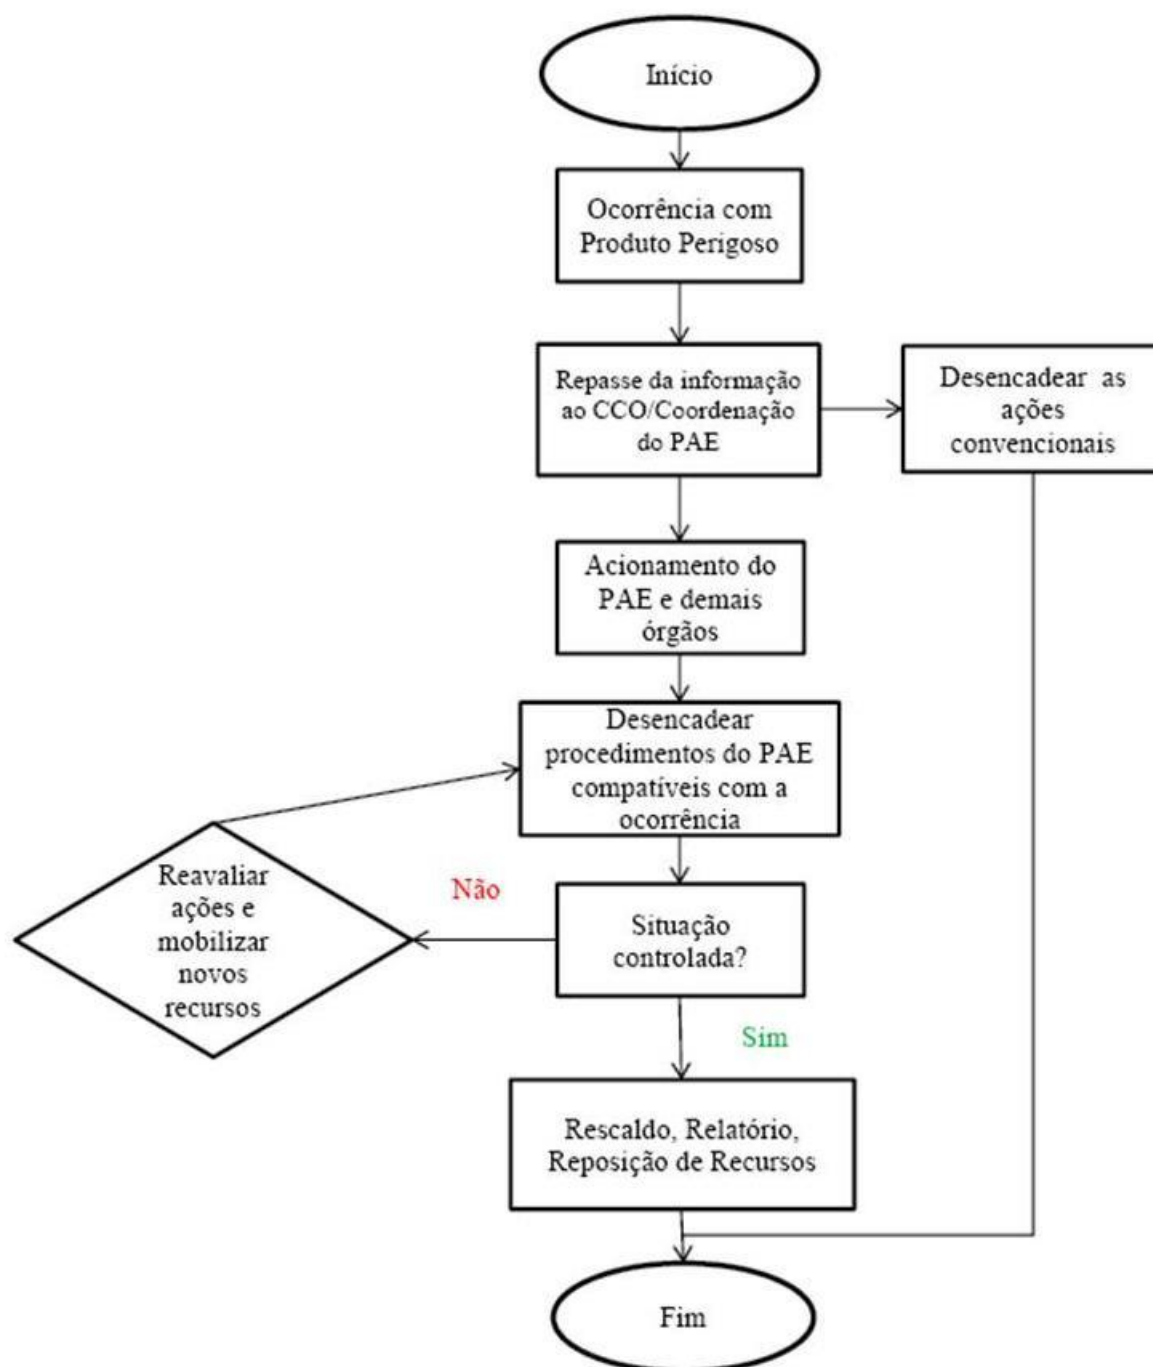 Início
Ocorrência com
Produto Perigoso
Repasse da informação
ao CCO/Coordenação
do PAE
Desencadear as
ações
convencionais
Acionamento do
PAE e demais
órgãos
Desencadear
procedimentos do PAE
compatíveis com a
ocorrência
Reavaliar
ações e
mobilizar
novos
recursos
Não
Situação
controlada?
Sim
Rescaldo, Relatório,
Reposição de Recursos
Fim